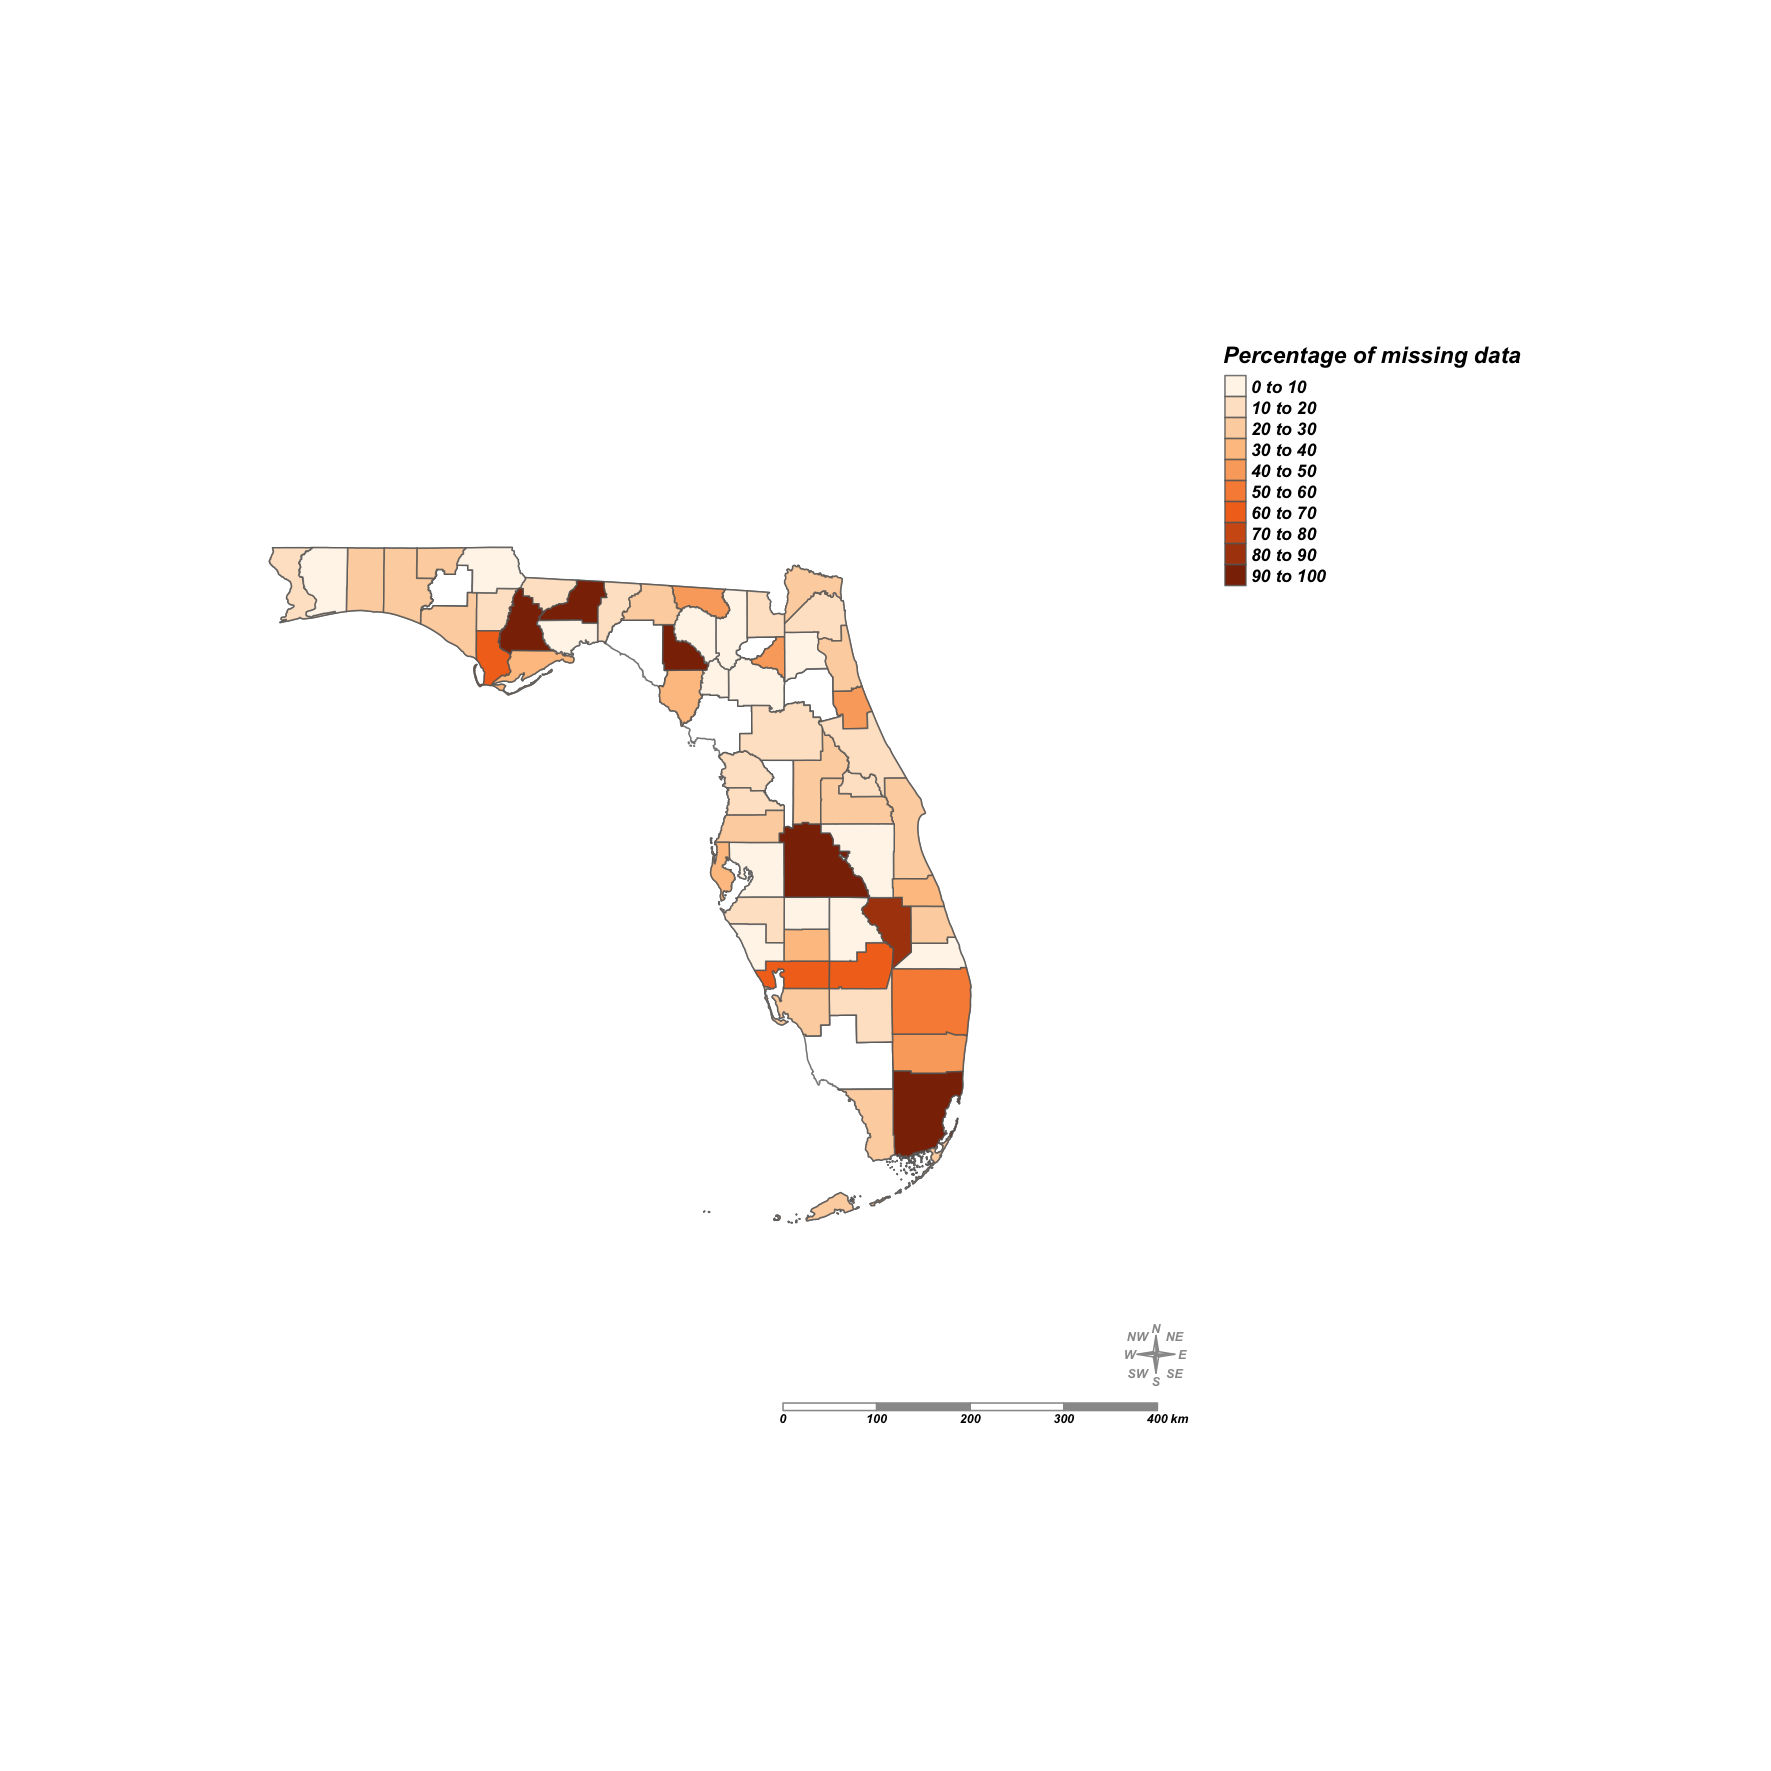 Percentage of missing data
0 to 10
10 to 20
20 to 30
30 to 40
40 to 50
50 to 60
60 to 70
70 to 80
80 to 90
90 to 100
N
NW NE
W E
SW SE
S
0 100 200 300 400 km